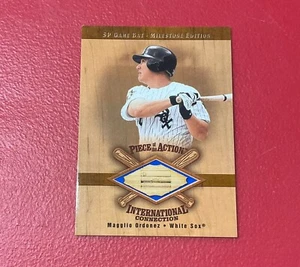 SP Game Bat - Milestone Edition
Piece of the Action
International
Connection
Magglio Ordonez • White Sox®